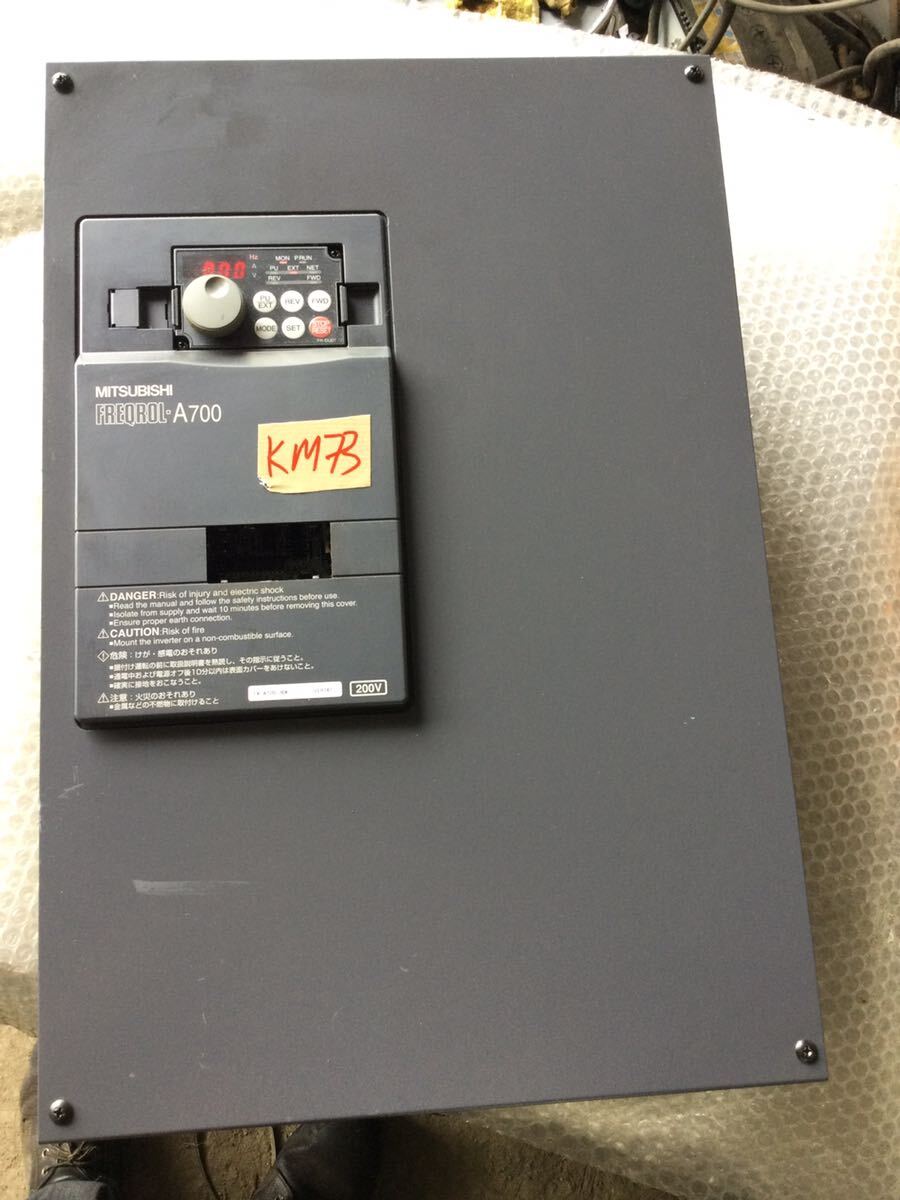 Hz
MON P.RUN
A
PU EXT NET
V
REV FWD
PU
EXT
REV
FWD
MODE
SET
STOP
RESET
FR-DU07
MITSUBISHI
FREQROL-A700
KM73
⚠DANGER:Risk of injury and electric shock
■Read the manual and follow the safety instructions before use.
■Isolate from supply and wait 10 minutes before removing this cover.
■Ensure proper earth connection.
⚠CAUTION:Risk of fire
■Mount the inverter on a non-combustible surface.
危険:けが・感電のおそれあり
■据付け運転の前に取扱説明書を熟読し、その指示に従うこと。
■通電中および電源オフ後10分以内は表面カバーをあけないこと。
■確実に接地をおこなうこと。
⚠注意:火災のおそれあり
■金属などの不燃物に取付けること
200V